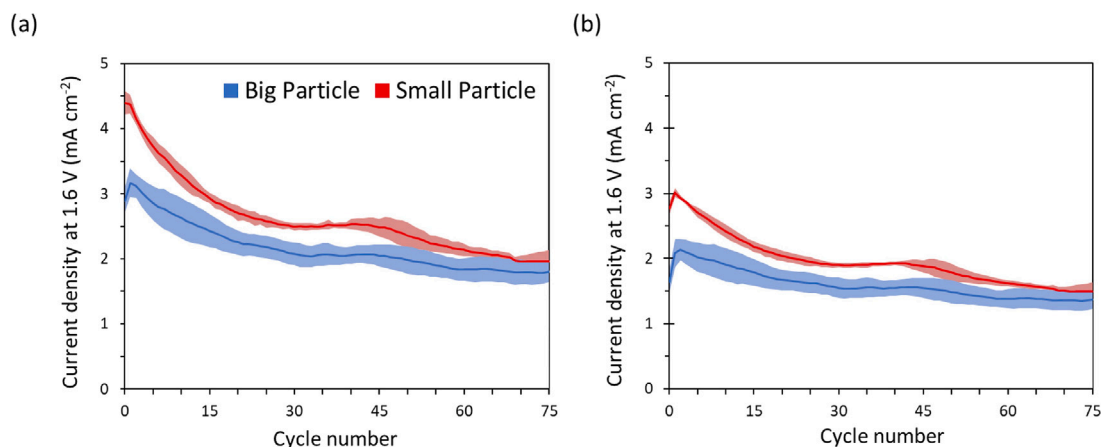 (a)
(b)
Big Particle
Small Particle
Current density at 1.6 V (mA cm⁻²)
5
4
3
2
1
0
0 15 30 45 60 75
Cycle number
Current density at 1.6 V (mA cm⁻²)
5
4
3
2
1
0
0 15 30 45 60 75
Cycle number